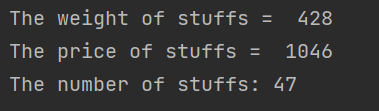 The weight of stuffs =  428
The price of stuffs =  1046
The number of stuffs: 47